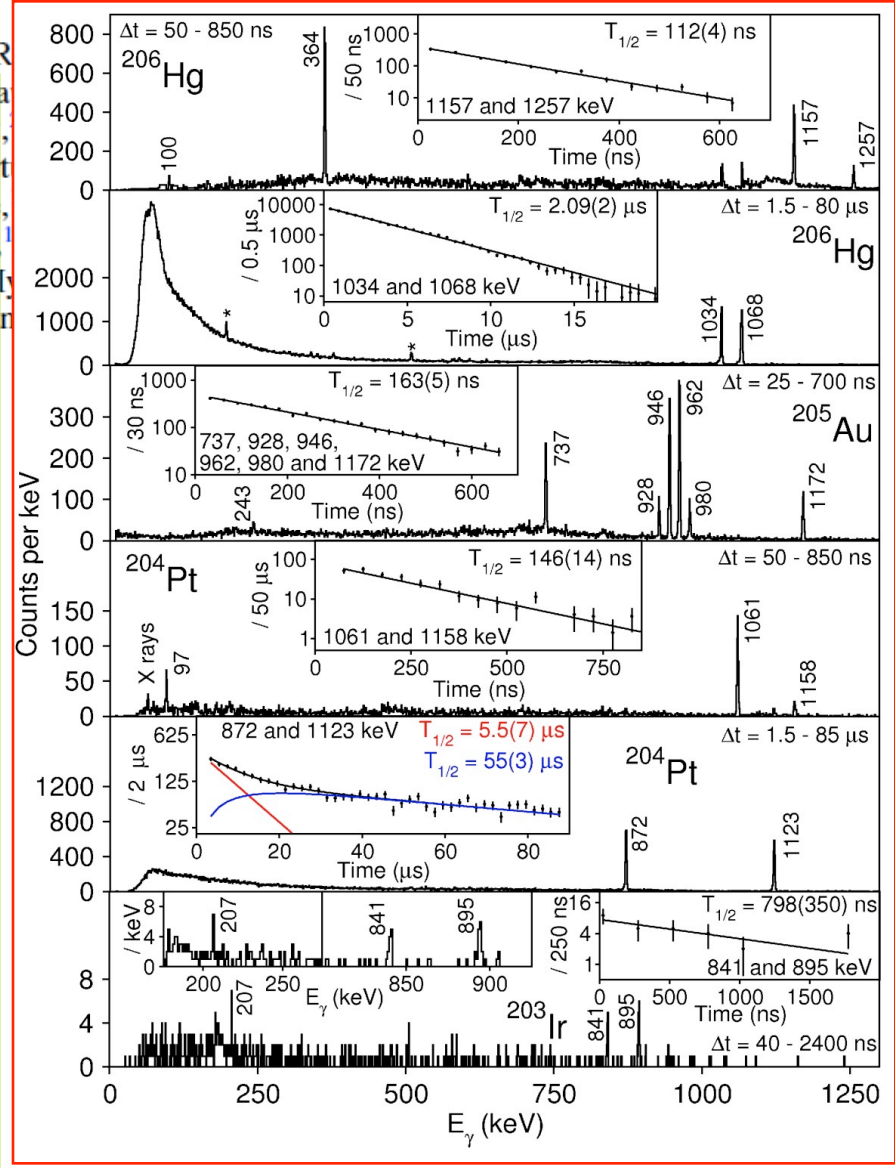 Counts per keV
Δt = 50 - 850 ns
²⁰⁶Hg
100
364
1157
1257
800
600
400
200
0
T₁/₂ = 112(4) ns
1157 and 1257 keV
/ 50 ns
1000
100
10
0 200 400 600
Time (ns)
Δt = 1.5 - 80 μs
²⁰⁶Hg
*
*
1034
1068
2000
1000
0
T₁/₂ = 2.09(2) μs
1034 and 1068 keV
/ 0.5 μs
10000
1000
100
10
0 5 10 15
Time (μs)
Δt = 25 - 700 ns
²⁰⁵Au
243
737
928
946
962
980
1172
300
200
100
0
T₁/₂ = 163(5) ns
737, 928, 946,
962, 980 and 1172 keV
/ 30 ns
1000
100
10
0 200 400 600
Time (ns)
²⁰⁴Pt
Δt = 50 - 850 ns
X rays
97
1061
1158
150
100
50
0
T₁/₂ = 146(14) ns
1061 and 1158 keV
/ 50 μs
100
10
1
0 250 500 750
Time (ns)
Δt = 1.5 - 85 μs
²⁰⁴Pt
872
1123
1200
800
400
0
872 and 1123 keV
T₁/₂ = 5.5(7) μs
T₁/₂ = 55(3) μs
/ 2 μs
625
125
25
0 20 40 60 80
Time (μs)
/ keV
8
4
0
207
841
895
200 250 850 900
Eγ (keV)
T₁/₂ = 798(350) ns
841 and 895 keV
/ 250 ns
16
4
1
0 500 1000 1500
Time (ns)
207
²⁰³Ir
841
895
Δt = 40 - 2400 ns
8
4
0
0 250 500 750 1000 1250
Eγ (keV)